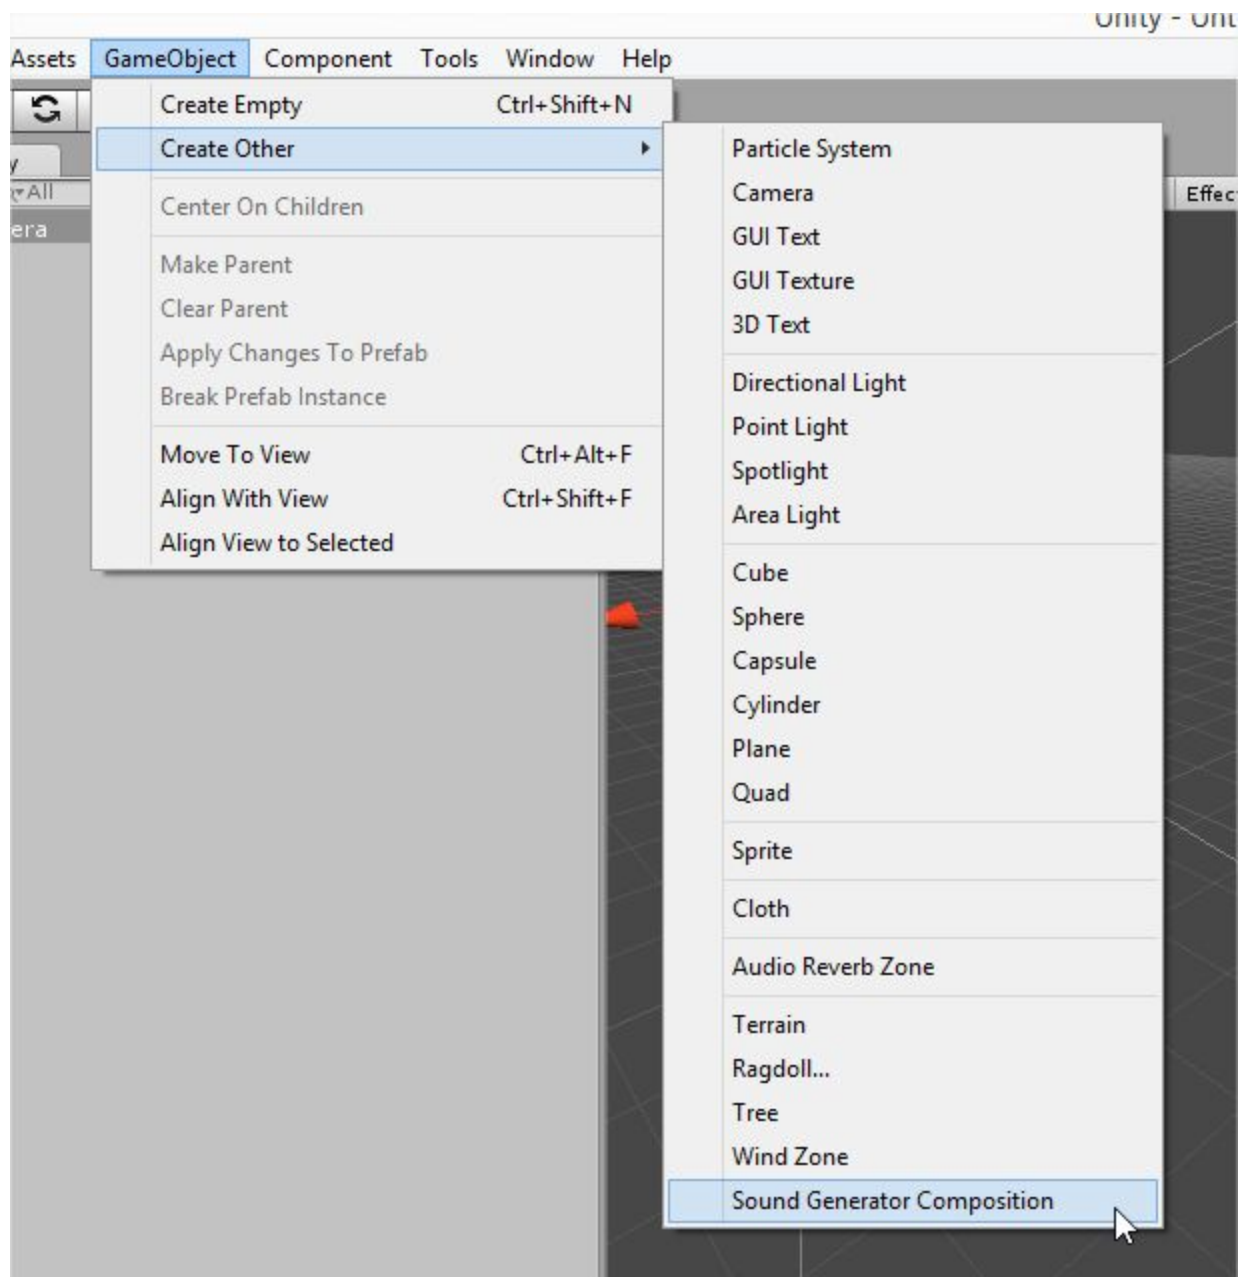 Unity - Unt
Assets GameObject Component Tools Window Help
Create Empty Ctrl+Shift+N
Create Other
Particle System
y
All
Camera
Effec
Center On Children
era
GUI Text
Make Parent
GUI Texture
Clear Parent
3D Text
Apply Changes To Prefab
Directional Light
Break Prefab Instance
Point Light
Move To View Ctrl+Alt+F
Spotlight
Align With View Ctrl+Shift+F
Area Light
Align View to Selected
Cube
Sphere
Capsule
Cylinder
Plane
Quad
Sprite
Cloth
Audio Reverb Zone
Terrain
Ragdoll...
Tree
Wind Zone
Sound Generator Composition